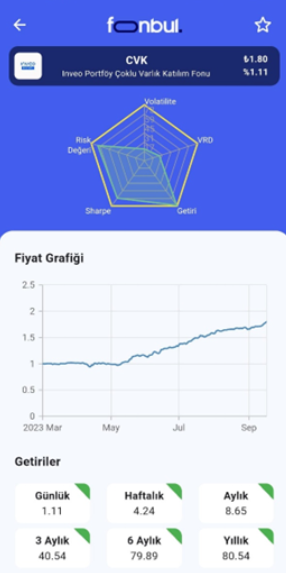 fonbul.
CVK
₺1.80
Inveo Portföy Çoklu Varlık Katılım Fonu
%1.11
Volatilite
Risk Değeri
VRD
Sharpe
Getiri
Fiyat Grafiği
2.5
2
1.5
1
0.5
0
2023 Mar
May
Jul
Sep
Getiriler
Günlük
1.11
Haftalık
4.24
Aylık
8.65
3 Aylık
40.54
6 Aylık
79.89
Yıllık
80.54